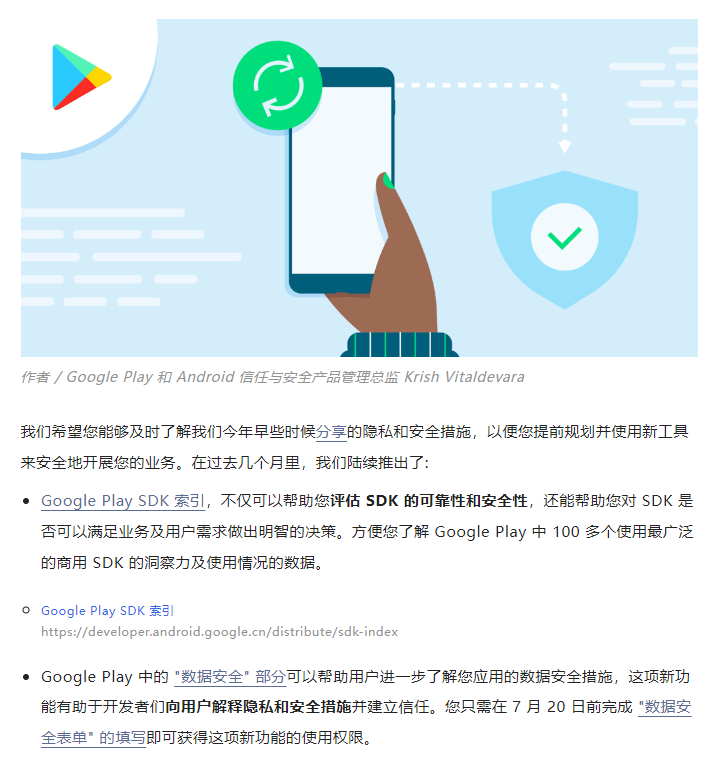 作者 / Google Play 和 Android 信任与安全产品管理总监 Krish Vitaldevara
我们希望您能够及时了解我们今年早些时候分享的隐私和安全措施，以便您提前规划并使用新工具
来安全地开展您的业务。在过去几个月里，我们陆续推出了:
Google Play SDK 索引，不仅可以帮助您评估 SDK 的可靠性和安全性，还能帮助您对 SDK 是
否可以满足业务及用户需求做出明智的决策。方便您了解 Google Play 中 100 多个使用最广泛
的商用 SDK 的洞察力及使用情况的数据。
Google Play SDK 索引
https://developer.android.google.cn/distribute/sdk-index
Google Play 中的 "数据安全" 部分可以帮助用户进一步了解您应用的数据安全措施，这项新功
能有助于开发者们向用户解释隐私和安全措施并建立信任。您只需在 7 月 20 日前完成 "数据安
全表单" 的填写即可获得这项新功能的使用权限。